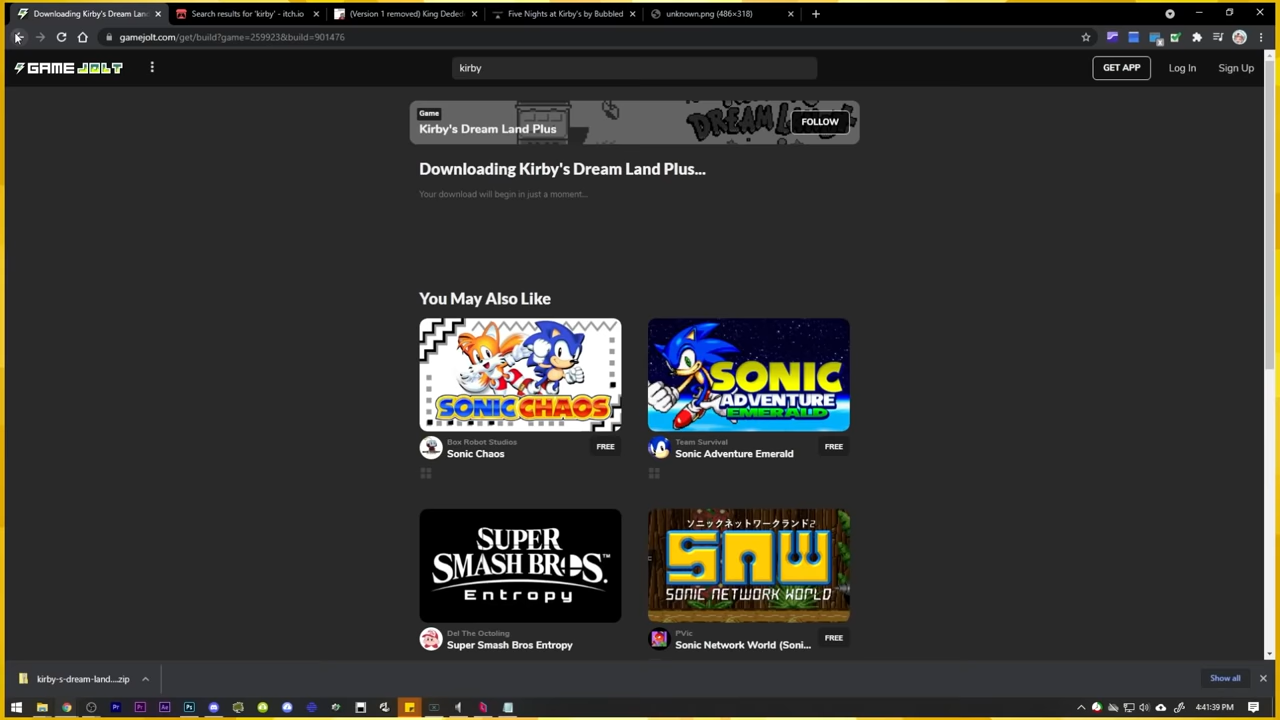 Downloading Kirby's Dream Lan
Search results for 'kirby' - itch.io
(Version 1 removed) King Deded
Five Nights at Kirby's by Bubbled
unknown.png (486×318)
gamejolt.com/get/build?game=259923&build=901476
GAME JOLT
kirby
GET APP
Log In
Sign Up
Game
Kirby's Dream Land Plus
DREAM LAND
FOLLOW
Downloading Kirby's Dream Land Plus...
Your download will begin in just a moment...
You May Also Like
SONIC CHAOS
SONIC
ADVENTURE
EMERALD
Box Robot Studios
Sonic Chaos
FREE
Team Survival
Sonic Adventure Emerald
FREE
SUPER
SMASH BROS.™
Entropy
ソニックネットワークランド2
SNW
SONIC NETWORK WORLD
Del The Octoling
Super Smash Bros Entropy
PVic
Sonic Network World (Soni...
FREE
kirby-s-dream-land....zip
Show all
4:41:39 PM